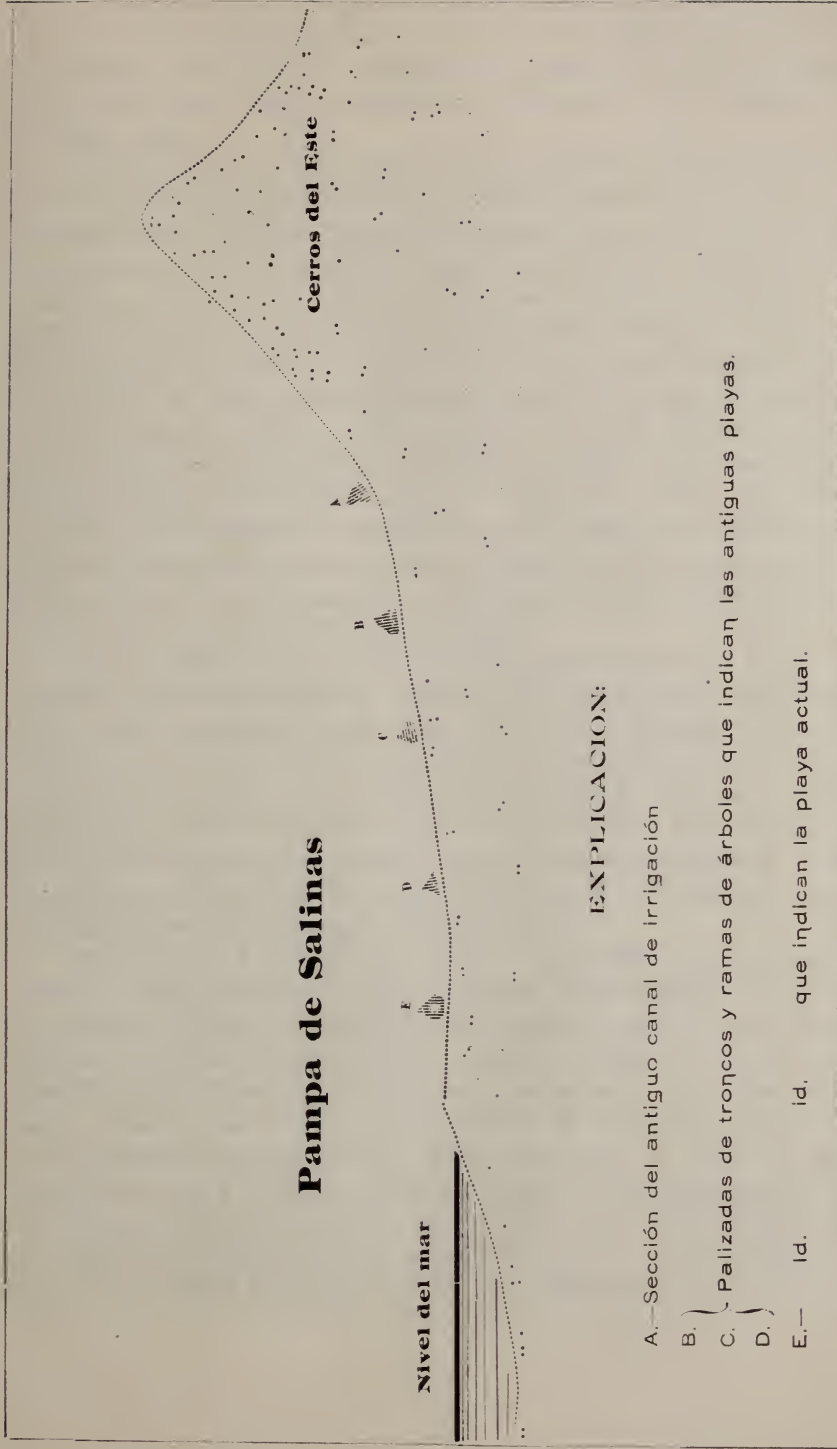 Pampa de Salinas
Nivel del mar
Cerros del Este
E
D
C
B
A
EXPLICACION:
A.—Sección del antiguo canal de irrigación
B.
C. Palizadas de troncos y ramas de árboles que indican las antiguas playas.
D.
E.— Id. id. que indican la playa actual.